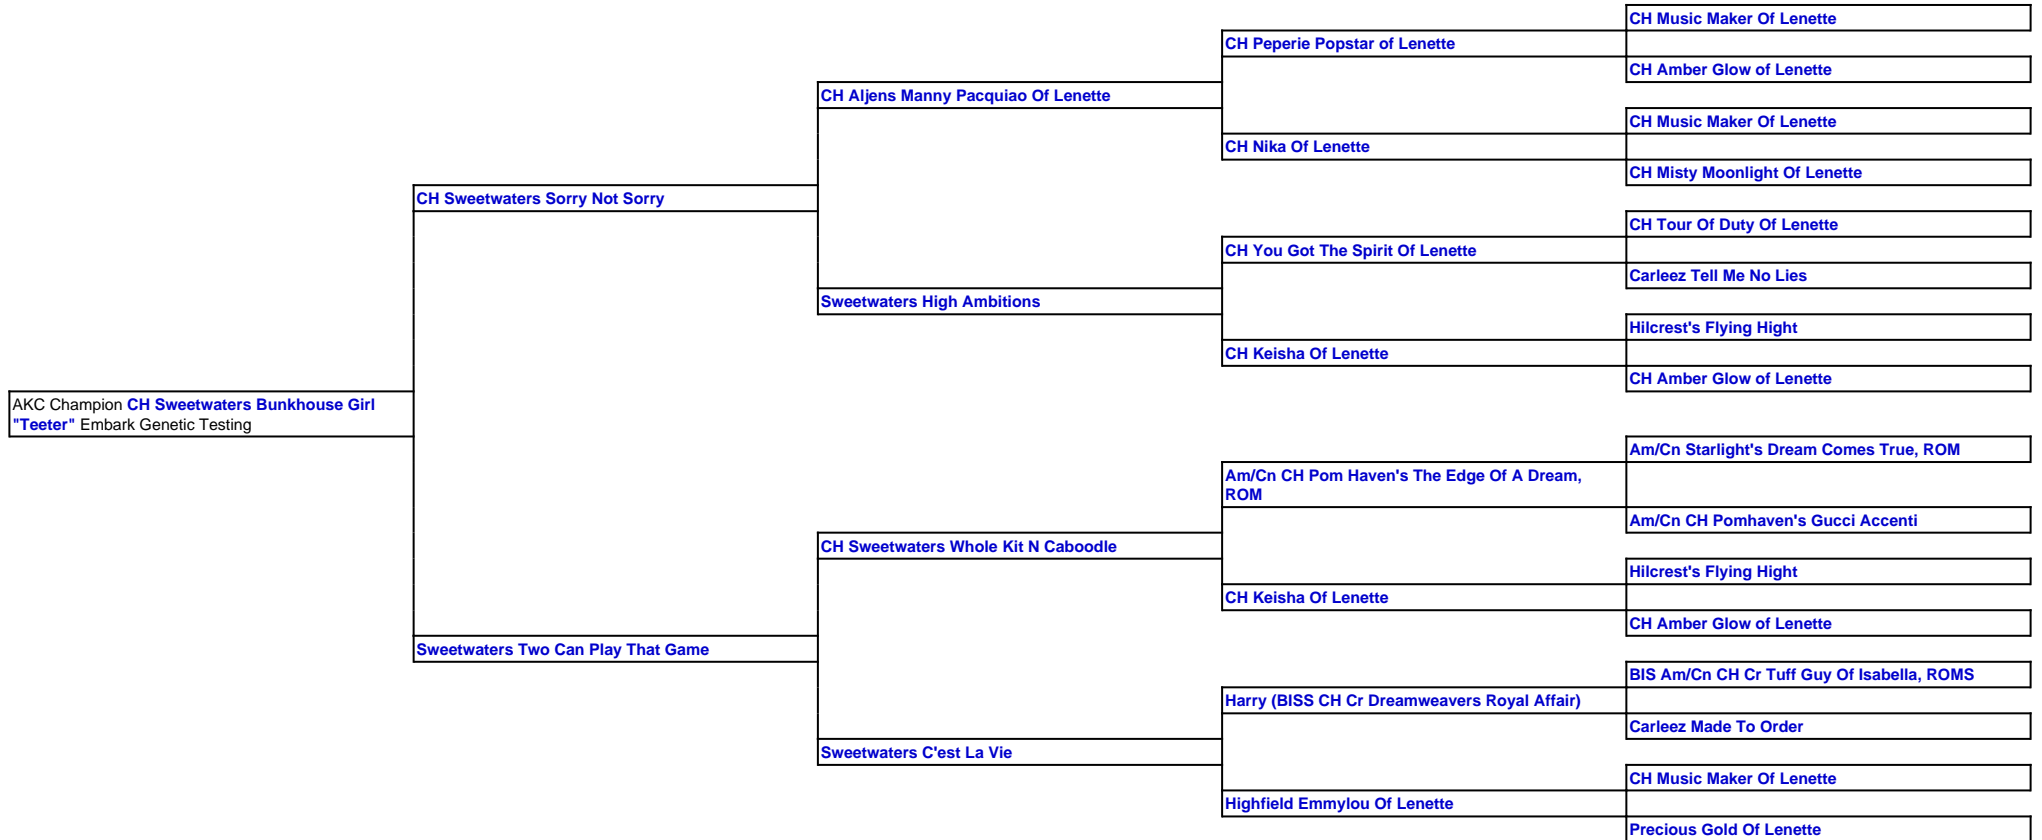 CH Music Maker Of Lenette
CH Peperie Popstar of Lenette
CH Amber Glow of Lenette
CH Aljens Manny Pacquiao Of Lenette
CH Music Maker Of Lenette
CH Nika Of Lenette
CH Misty Moonlight Of Lenette
CH Sweetwaters Sorry Not Sorry
CH Tour Of Duty Of Lenette
CH You Got The Spirit Of Lenette
Carleez Tell Me No Lies
Sweetwaters High Ambitions
Hilcrest's Flying Hight
CH Keisha Of Lenette
CH Amber Glow of Lenette
AKC Champion CH Sweetwaters Bunkhouse Girl
"Teeter" Embark Genetic Testing
Am/Cn Starlight's Dream Comes True, ROM
Am/Cn CH Pom Haven's The Edge Of A Dream,
ROM
Am/Cn CH Pomhaven's Gucci Accenti
CH Sweetwaters Whole Kit N Caboodle
Hilcrest's Flying Hight
CH Keisha Of Lenette
CH Amber Glow of Lenette
Sweetwaters Two Can Play That Game
BIS Am/Cn CH Cr Tuff Guy Of Isabella, ROMS
Harry (BISS CH Cr Dreamweavers Royal Affair)
Carleez Made To Order
Sweetwaters C'est La Vie
CH Music Maker Of Lenette
Highfield Emmylou Of Lenette
Precious Gold Of Lenette